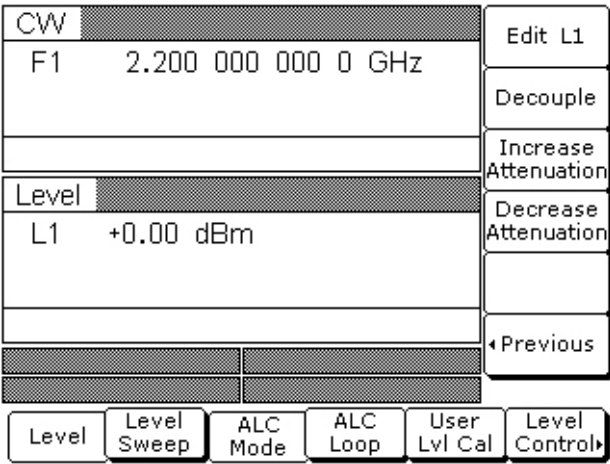 CW
F1 2.200 000 000 0 GHz
Level
L1 +0.00 dBm
Edit L1
Decouple
Increase
Attenuation
Decrease
Attenuation
Previous
Level
Level
Sweep
ALC
Mode
ALC
Loop
User
Lvl Cal
Level
Control